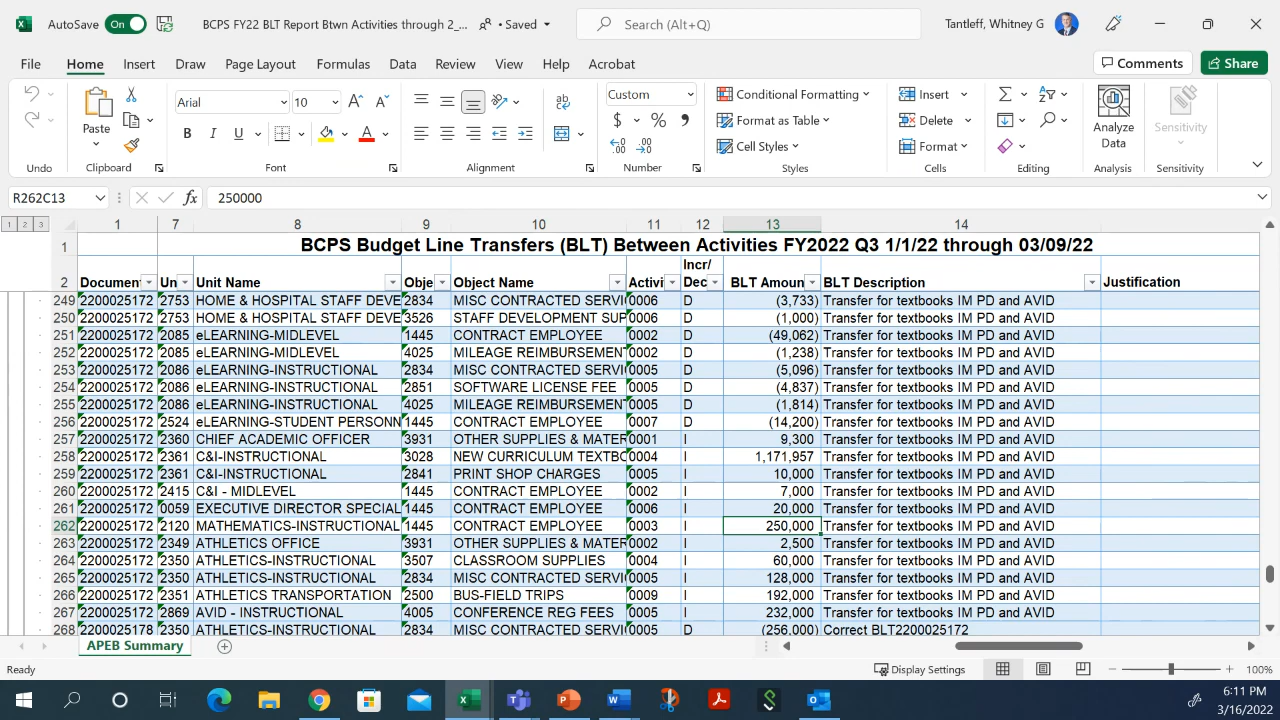 AutoSave On BCPS FY22 BLT Report Btwn Activities through 2_... • Saved Search (Alt+Q) Tantleff, Whitney G
File Home Insert Draw Page Layout Formulas Data Review View Help Acrobat Comments Share
Paste Arial 10 Custom Conditional Formatting Insert Analyze Data Sensitivity
B I U A $ % Format as Table Delete
Cell Styles Format
Undo Clipboard Font Alignment Number Styles Cells Editing Analysis Sensitivity
R262C13 fx 250000
1 2 3 1 7 8 9 10 11 12 13 14
1 BCPS Budget Line Transfers (BLT) Between Activities FY2022 Q3 1/1/22 through 03/09/22
2 Documen Un Unit Name Obje Object Name Activi Incr/ Dec BLT Amoun BLT Description Justification
249 2200025172 2753 HOME & HOSPITAL STAFF DEVE 2834 MISC CONTRACTED SERVI 0006 D (3,733) Transfer for textbooks IM PD and AVID
250 2200025172 2753 HOME & HOSPITAL STAFF DEVE 3526 STAFF DEVELOPMENT SUP 0006 D (1,000) Transfer for textbooks IM PD and AVID
251 2200025172 2085 eLEARNING-MIDLEVEL 1445 CONTRACT EMPLOYEE 0002 D (49,062) Transfer for textbooks IM PD and AVID
252 2200025172 2085 eLEARNING-MIDLEVEL 4025 MILEAGE REIMBURSEMEN 0002 D (1,238) Transfer for textbooks IM PD and AVID
253 2200025172 2086 eLEARNING-INSTRUCTIONAL 2834 MISC CONTRACTED SERVI 0005 D (5,096) Transfer for textbooks IM PD and AVID
254 2200025172 2086 eLEARNING-INSTRUCTIONAL 2851 SOFTWARE LICENSE FEE 0005 D (4,837) Transfer for textbooks IM PD and AVID
255 2200025172 2086 eLEARNING-INSTRUCTIONAL 4025 MILEAGE REIMBURSEMEN 0005 D (1,814) Transfer for textbooks IM PD and AVID
256 2200025172 2524 eLEARNING-STUDENT PERSONN 1445 CONTRACT EMPLOYEE 0007 D (14,200) Transfer for textbooks IM PD and AVID
257 2200025172 2360 CHIEF ACADEMIC OFFICER 3931 OTHER SUPPLIES & MATER 0001 I 9,300 Transfer for textbooks IM PD and AVID
258 2200025172 2361 C&I-INSTRUCTIONAL 3028 NEW CURRICULUM TEXTBO 0004 I 1,171,957 Transfer for textbooks IM PD and AVID
259 2200025172 2361 C&I-INSTRUCTIONAL 2841 PRINT SHOP CHARGES 0005 I 10,000 Transfer for textbooks IM PD and AVID
260 2200025172 2415 C&I - MIDLEVEL 1445 CONTRACT EMPLOYEE 0002 I 7,000 Transfer for textbooks IM PD and AVID
261 2200025172 0059 EXECUTIVE DIRECTOR SPECIAL 1445 CONTRACT EMPLOYEE 0006 I 20,000 Transfer for textbooks IM PD and AVID
262 2200025172 2120 MATHEMATICS-INSTRUCTIONAL 1445 CONTRACT EMPLOYEE 0003 I 250,000 Transfer for textbooks IM PD and AVID
263 2200025172 2349 ATHLETICS OFFICE 3931 OTHER SUPPLIES & MATER 0002 I 2,500 Transfer for textbooks IM PD and AVID
264 2200025172 2350 ATHLETICS-INSTRUCTIONAL 3507 CLASSROOM SUPPLIES 0004 I 60,000 Transfer for textbooks IM PD and AVID
265 2200025172 2350 ATHLETICS-INSTRUCTIONAL 2834 MISC CONTRACTED SERVI 0005 I 128,000 Transfer for textbooks IM PD and AVID
266 2200025172 2351 ATHLETICS TRANSPORTATION 2500 BUS-FIELD TRIPS 0009 I 192,000 Transfer for textbooks IM PD and AVID
267 2200025172 2869 AVID - INSTRUCTIONAL 4005 CONFERENCE REG FEES 0005 I 22,000 Transfer for textbooks IM PD and AVID
268 2200025178 2350 ATHLETICS-INSTRUCTIONAL 2834 MISC CONTRACTED SERVI 0005 D (256,000) Correct BLT2200025172
APEB Summary
Ready Display Settings 100%
6:11 PM
3/16/2022